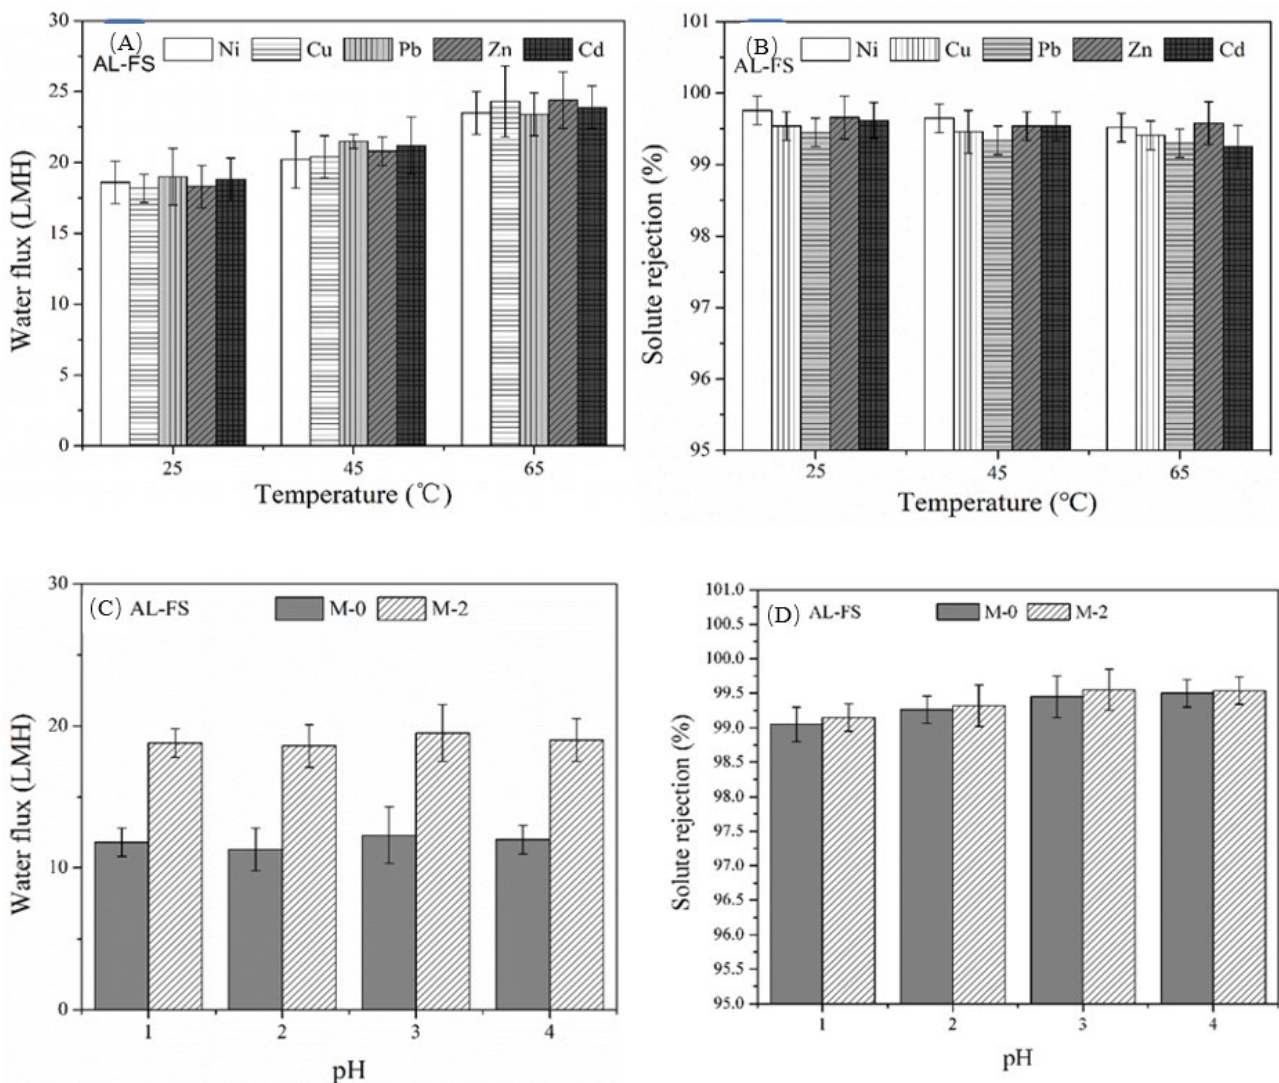 (A)
AL-FS
Ni Cu Pb Zn Cd
30
25
20
15
10
5
0
Water flux (LMH)
25 45 65
Temperature (℃)
(B)
AL-FS
Ni Cu Pb Zn Cd
101
100
99
98
97
96
95
Solute rejection (%)
25 45 65
Temperature (°C)
(C) AL-FS M-0 M-2
30
20
10
0
Water flux (LMH)
1 2 3 4
pH
(D) AL-FS M-0 M-2
101.0
100.5
100.0
99.5
99.0
98.5
98.0
97.5
97.0
96.5
96.0
95.5
95.0
Solute rejection (%)
1 2 3 4
pH